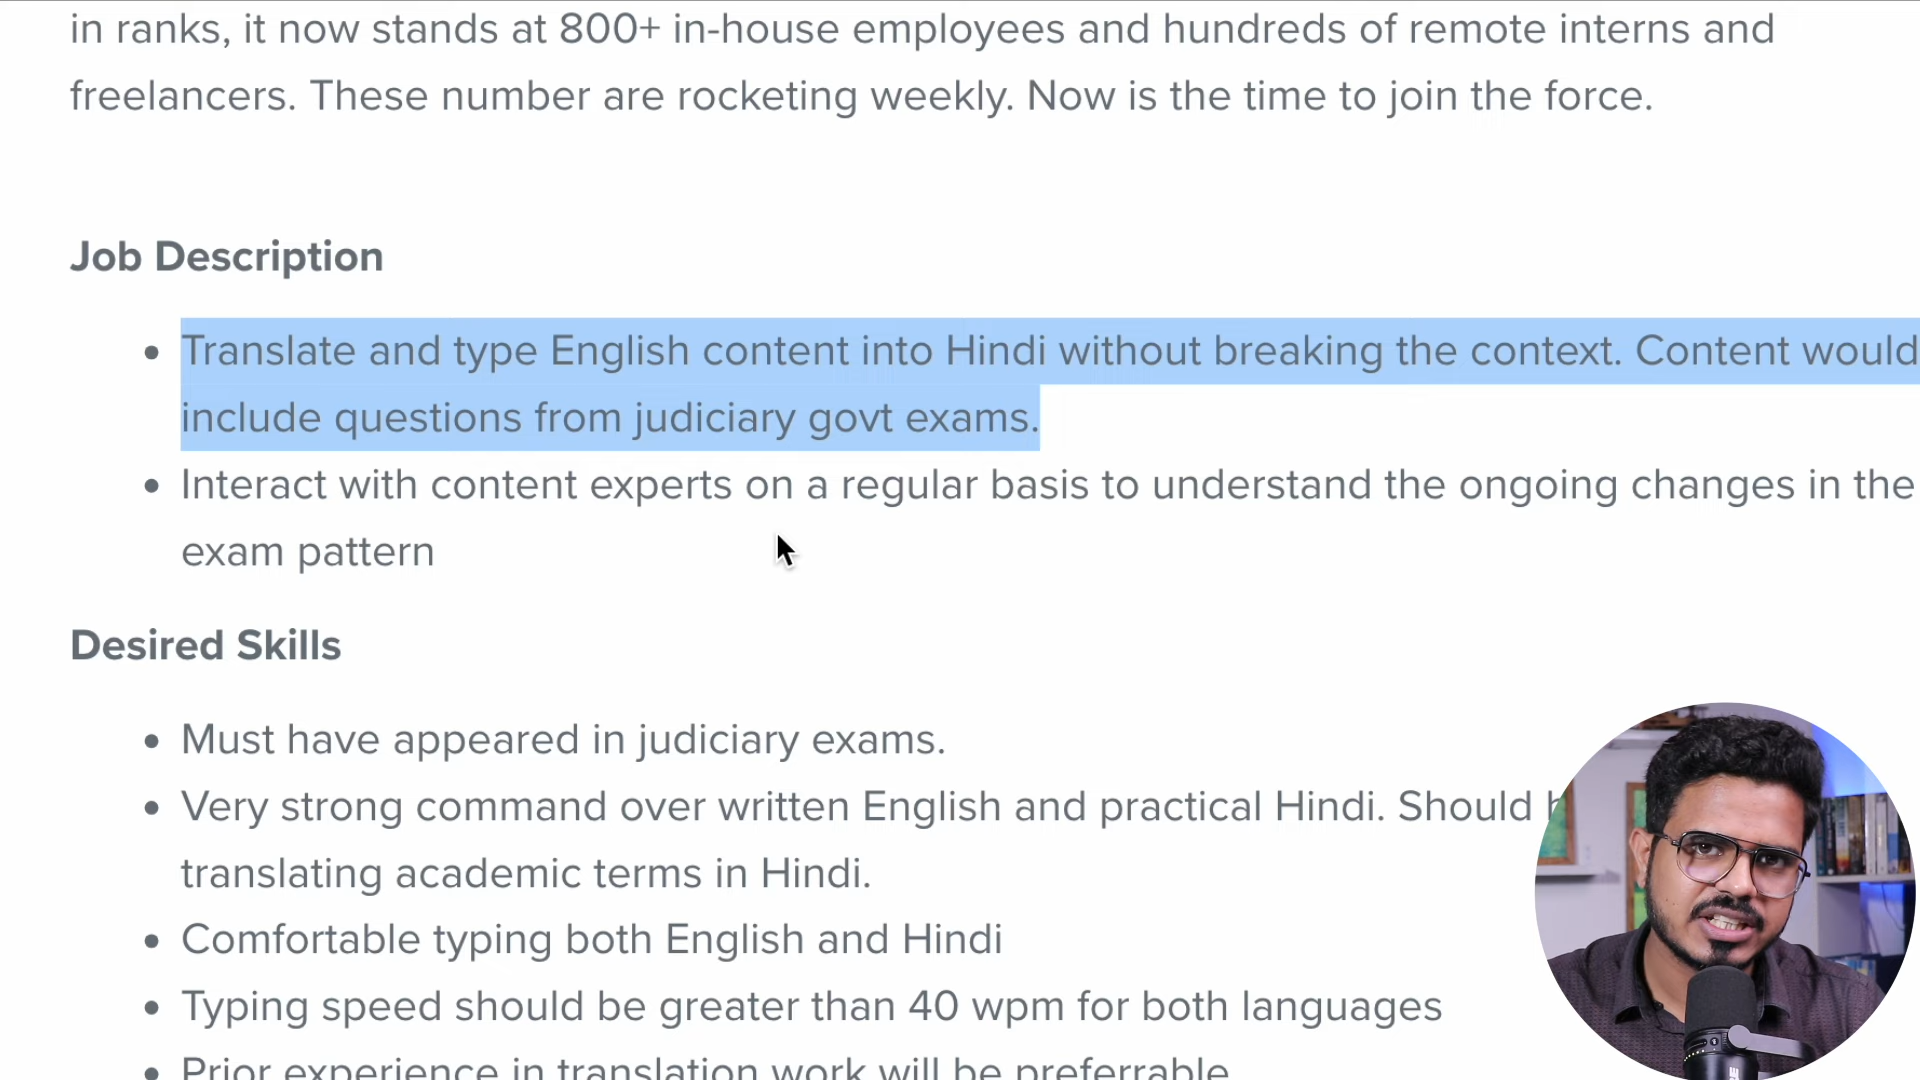 in ranks, it now stands at 800+ in-house employees and hundreds of remote interns and
freelancers. These number are rocketing weekly. Now is the time to join the force.
Job Description
• Translate and type English content into Hindi without breaking the context. Content would
include questions from judiciary govt exams.
• Interact with content experts on a regular basis to understand the ongoing changes in the
exam pattern
Desired Skills
• Must have appeared in judiciary exams.
• Very strong command over written English and practical Hindi. Should
translating academic terms in Hindi.
• Comfortable typing both English and Hindi
• Typing speed should be greater than 40 wpm for both languages
• Prior experience in translation work will be preferrable